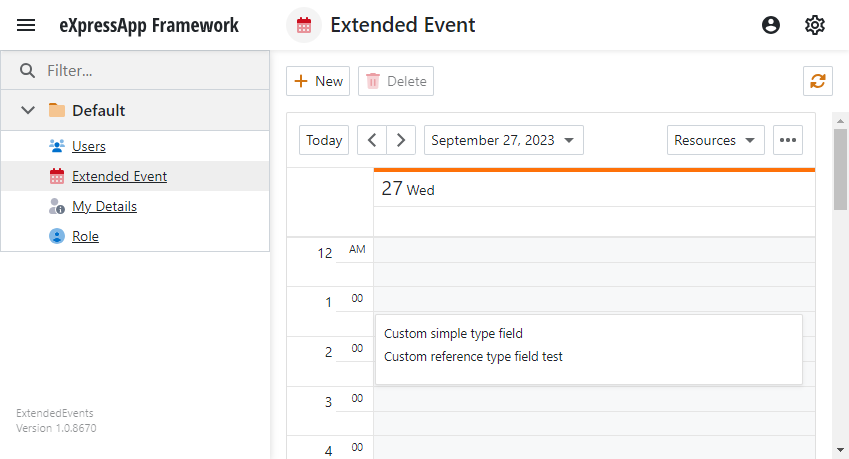 eXpressApp Framework
Extended Event
Filter...
Default
Users
Extended Event
My Details
Role
ExtendedEvents
Version 1.0.8670
New
Delete
Today
September 27, 2023
Resources
27 Wed
12 AM
1 00
Custom simple type field
Custom reference type field test
2 00
3 00
4 00